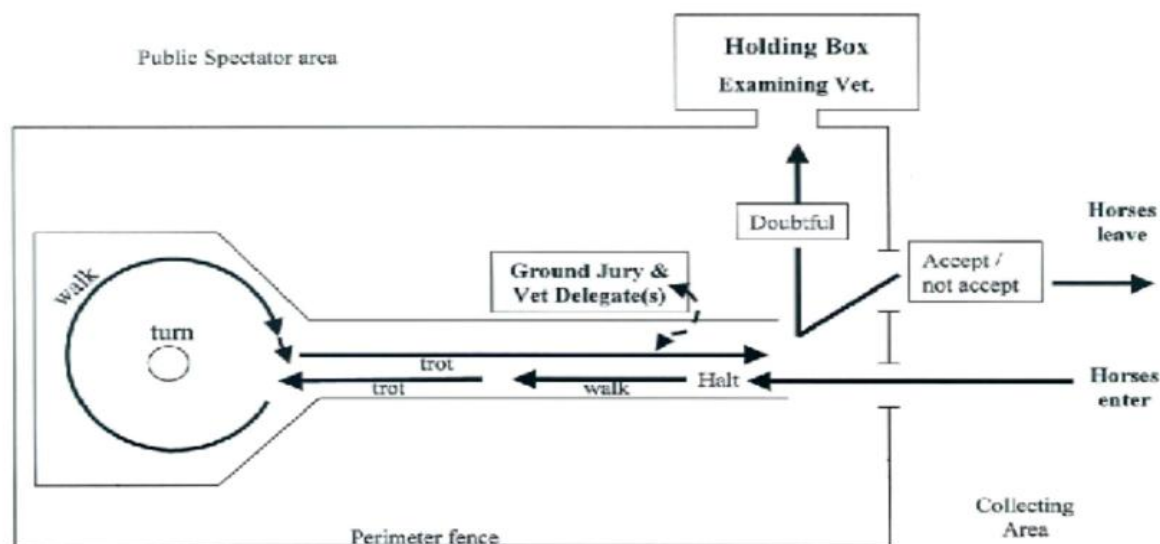 Public Spectator area
Holding Box
Examining Vet.
Doubtful
Horses
leave
Accept /
not accept
Ground Jury &
Vet Delegate(s)
walk
turn
trot
trot
walk
Halt
Horses
enter
Collecting
Area
Perimeter fence